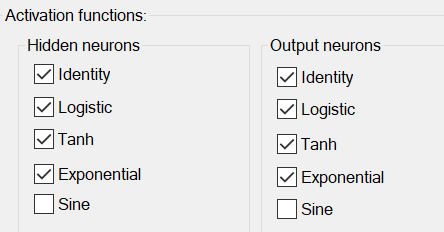 Activation functions:
Hidden neurons
Identity
Logistic
Tanh
Exponential
Sine
Output neurons
Identity
Logistic
Tanh
Exponential
Sine